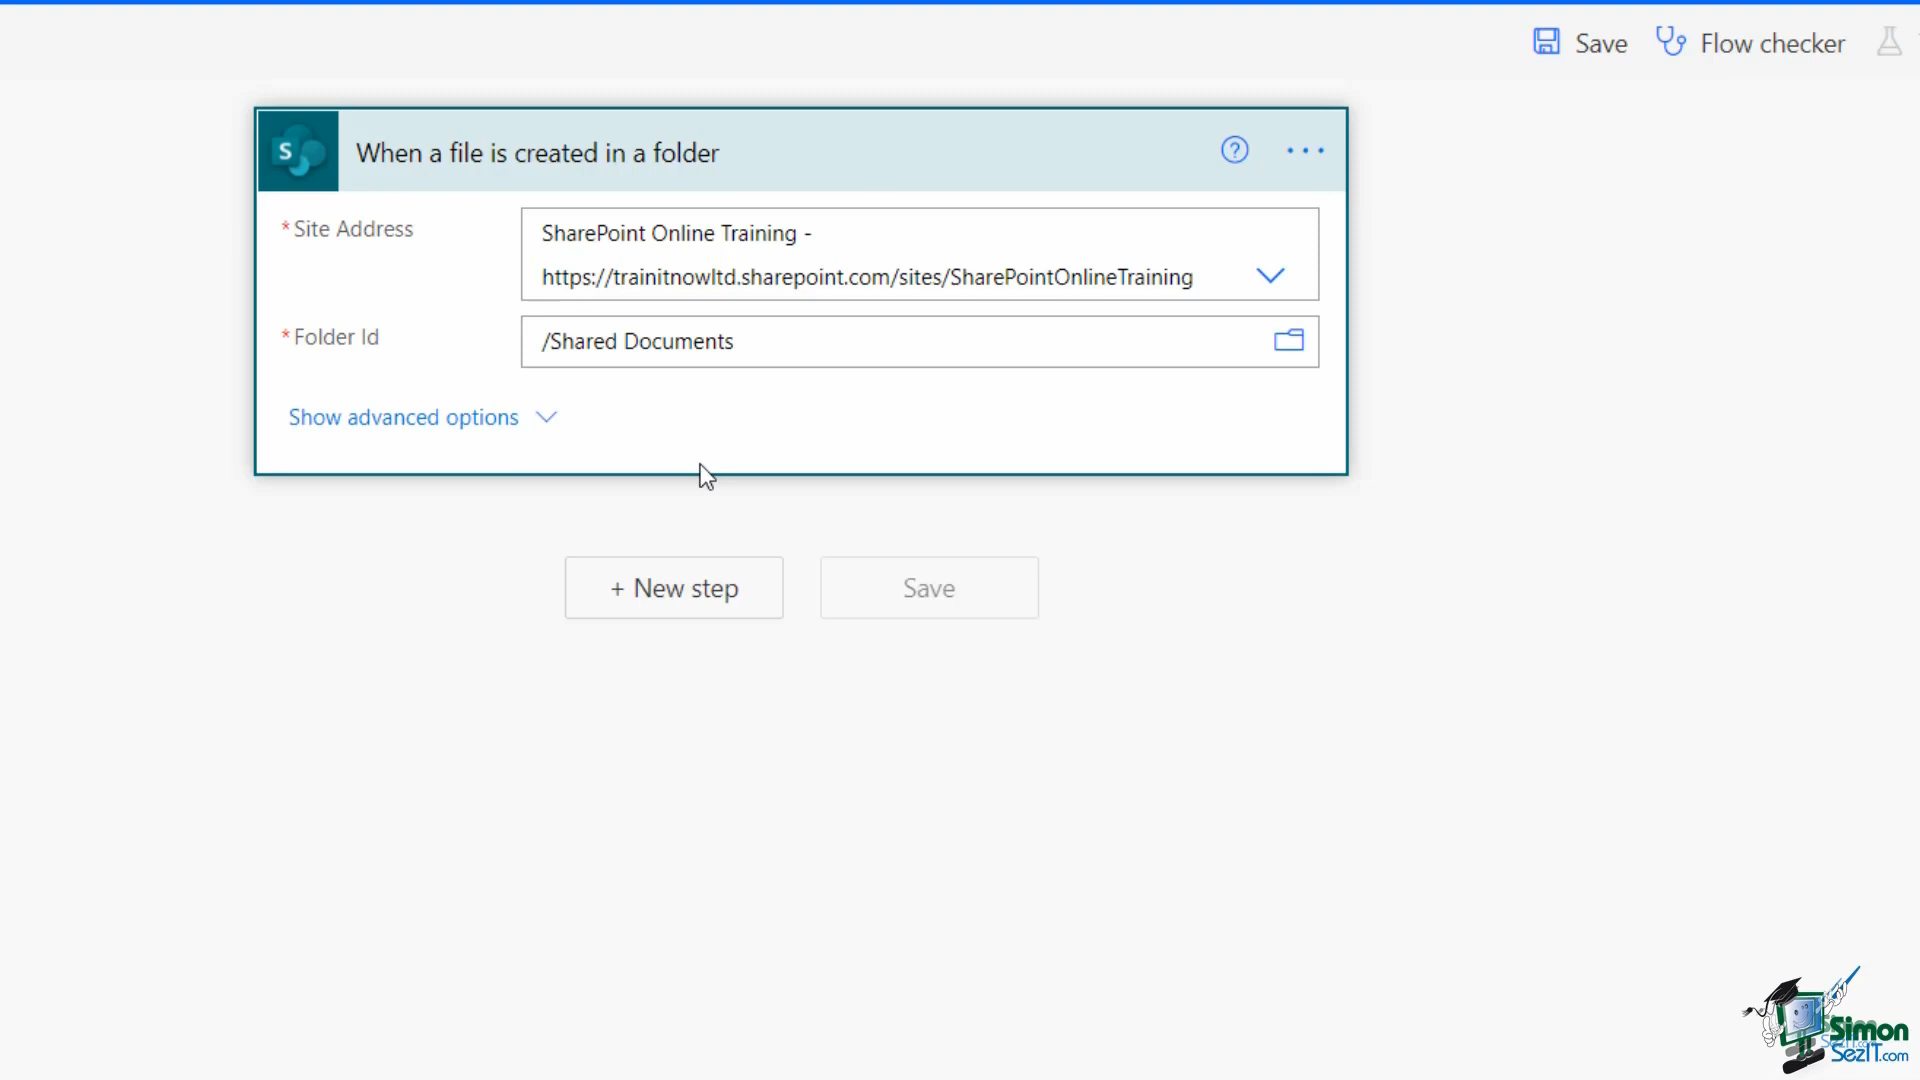 Save
Flow checker
S
When a file is created in a folder
?
* Site Address
SharePoint Online Training -
https://trainitnowltd.sharepoint.com/sites/SharePointOnlineTraining
* Folder Id
/Shared Documents
Show advanced options
+ New step
Save
Simon
SezIT.com